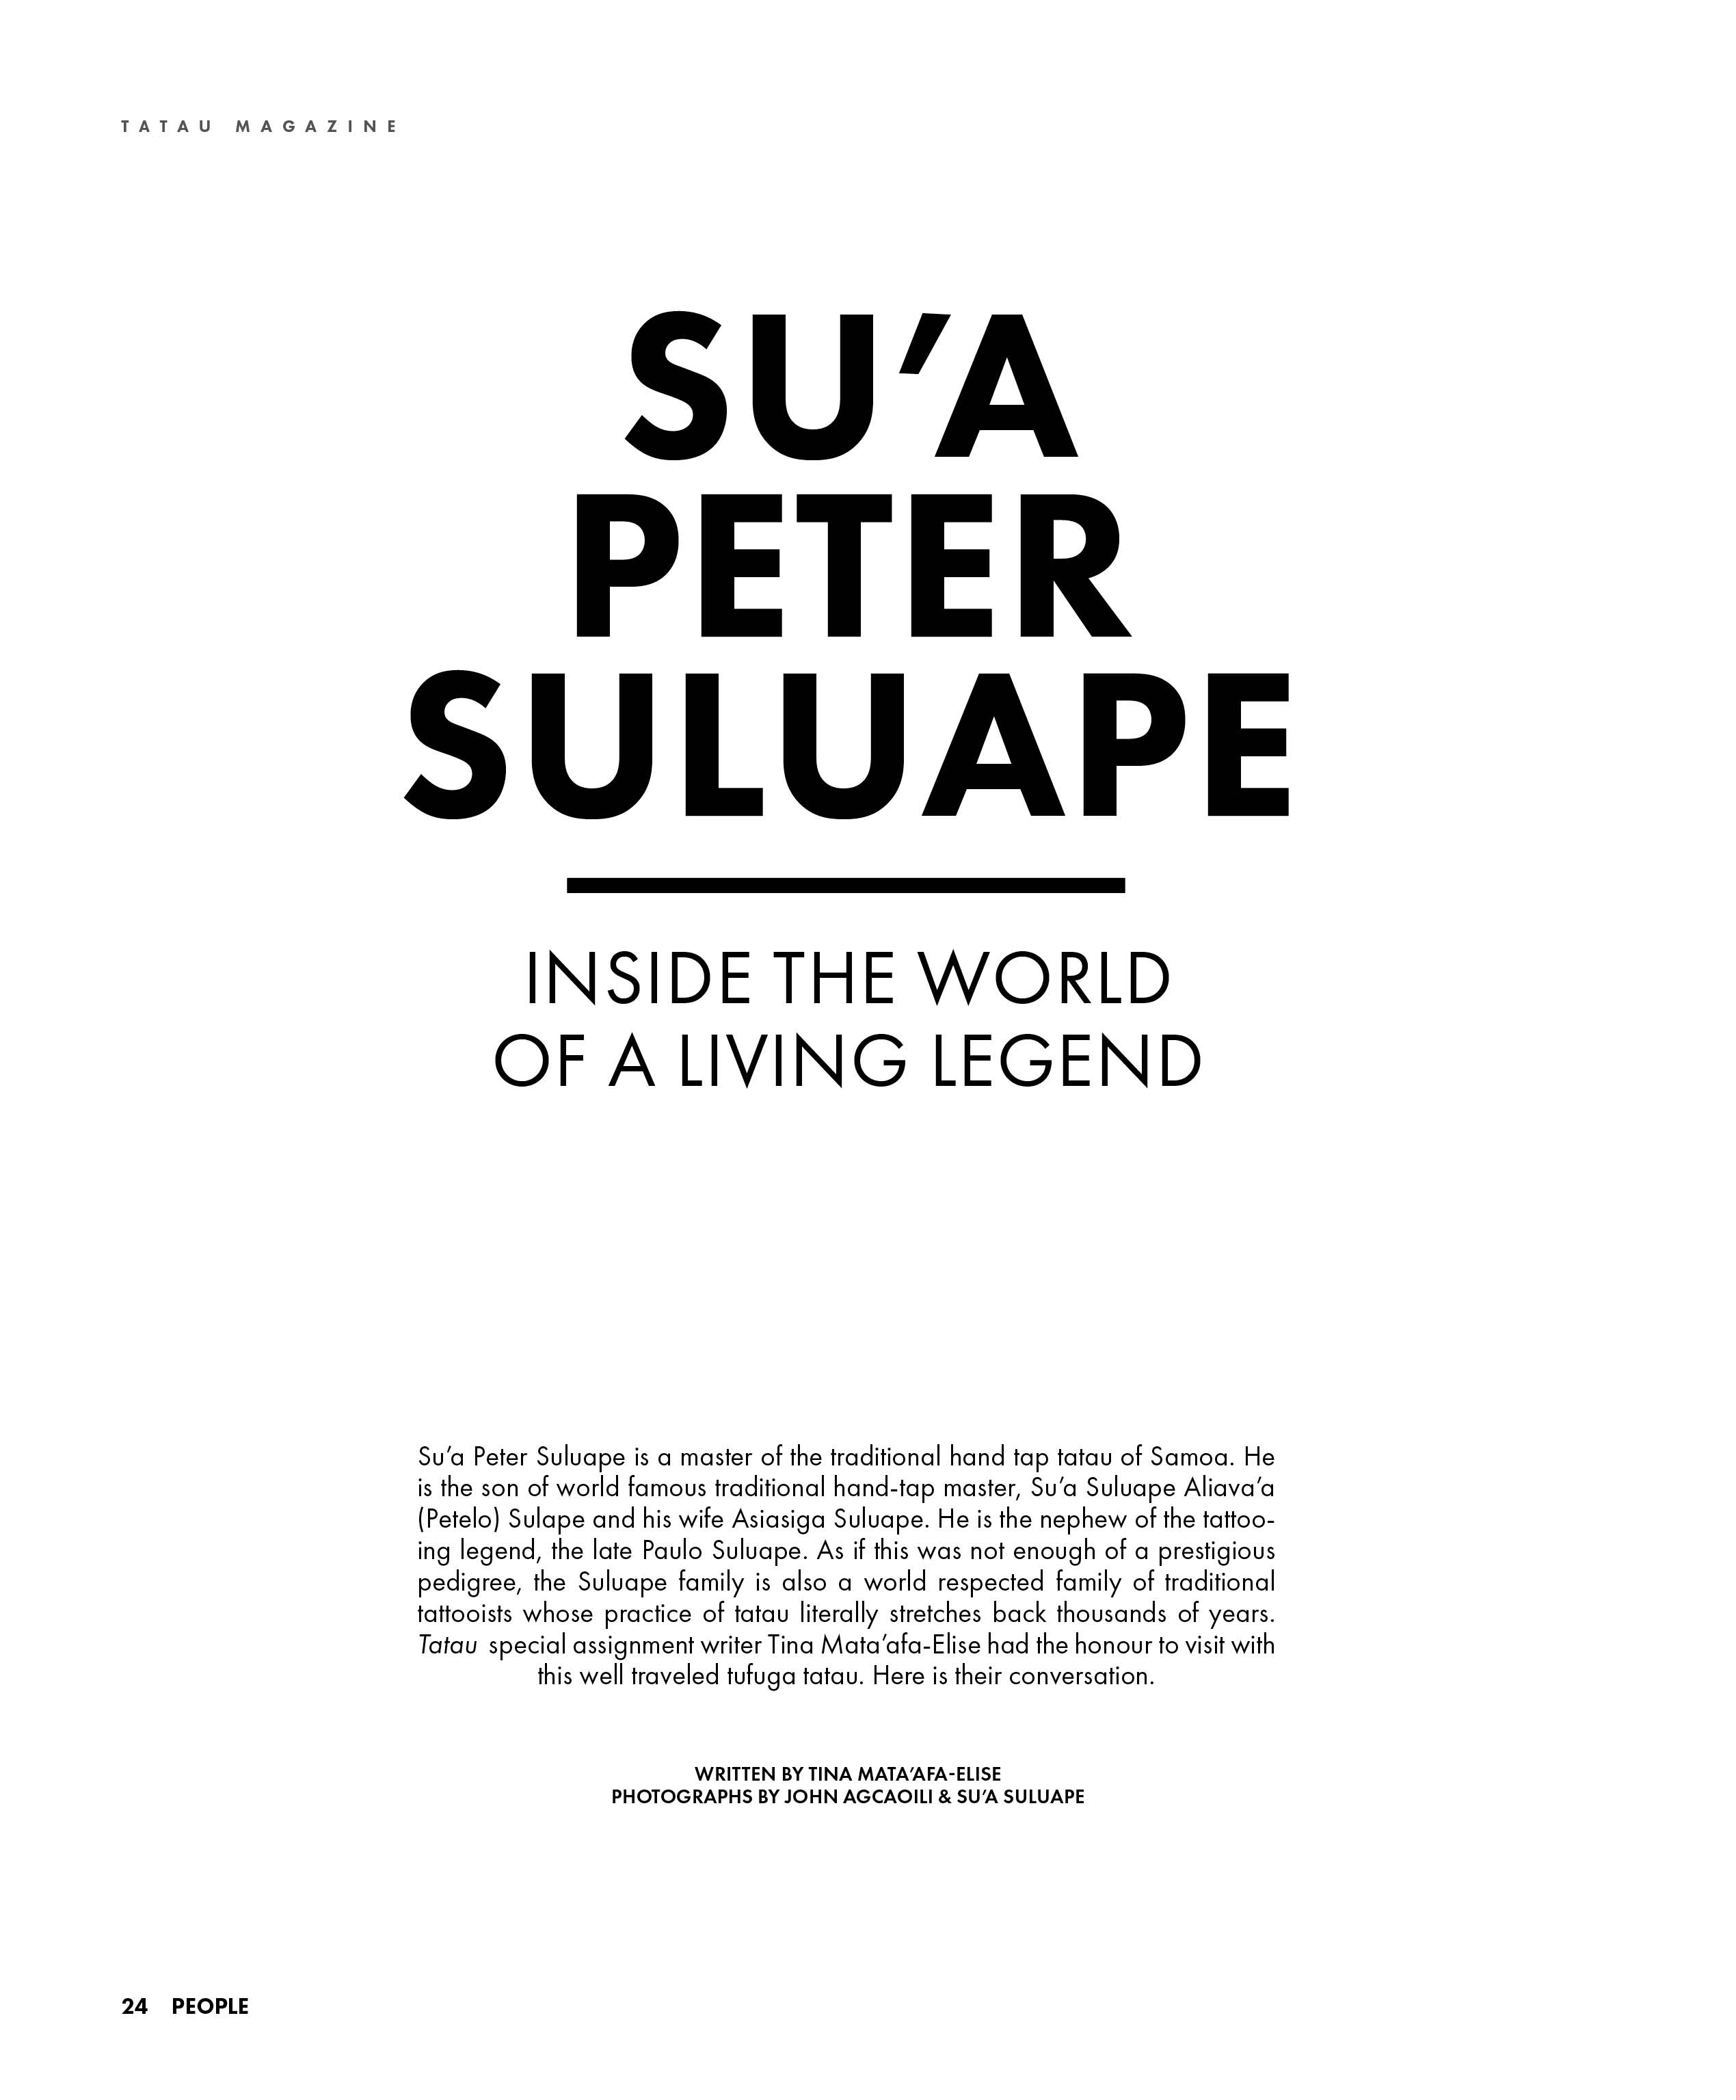 TATAU MAGAZINE
SU’A
PETER
SULUAPE
INSIDE THE WORLD
OF A LIVING LEGEND
Su’a Peter Suluape is a master of the traditional hand tap tatau of Samoa. He
is the son of world famous traditional hand-tap master, Su’a Suluape Aliava’a
(Petelo) Sulape and his wife Asiasiga Suluape. He is the nephew of the tattoo-
ing legend, the late Paulo Suluape. As if this was not enough of a prestigious
pedigree, the Suluape family is also a world respected family of traditional
tattooists whose practice of tatau literally stretches back thousands of years.
Tatau special assignment writer Tina Mata’afa-Elise had the honour to visit with
this well traveled tufuga tatau. Here is their conversation.
WRITTEN BY TINA MATA’AFA-ELISE
PHOTOGRAPHS BY JOHN AGCAOILI & SU’A SULUAPE
24 PEOPLE